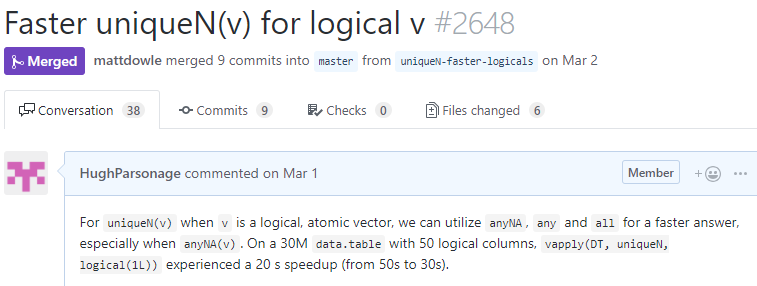 Faster uniqueN(v) for logical v #2648
Merged mattdowle merged 9 commits into master from uniqueN-faster-logicals on Mar 2
Conversation 38 Commits 9 Checks 0 Files changed 6
HughParsonage commented on Mar 1 Member + ...
For uniqueN(v) when v is a logical, atomic vector, we can utilize anyNA, any and all for a faster answer,
especially when anyNA(v). On a 30M data.table with 50 logical columns, vapply(DT, uniqueN,
logical(1L)) experienced a 20 s speedup (from 50s to 30s).